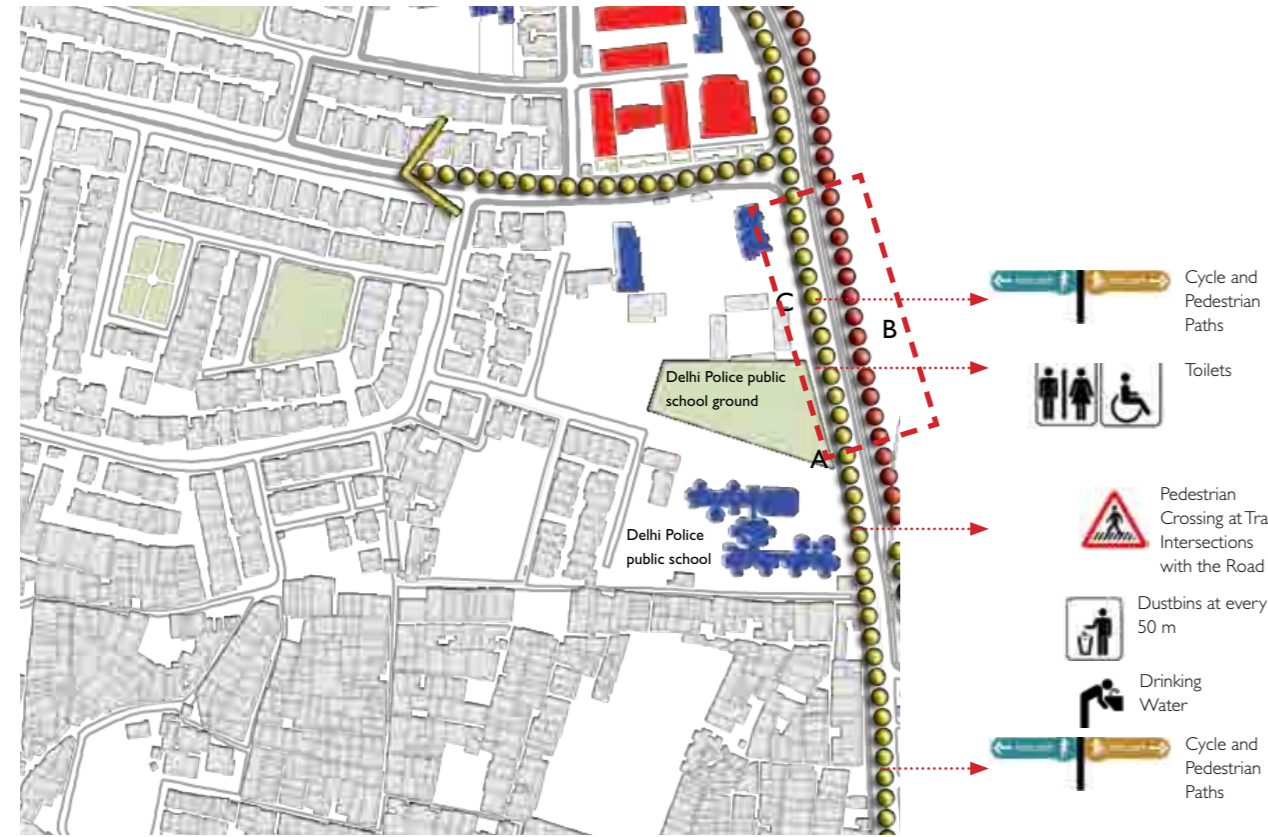 Cycle and
Pedestrian
Paths
C
B
Toilets
Delhi Police public
school ground
A
Pedestrian
Crossing at Tra
Intersections
with the Road
Delhi Police
public school
Dustbins at every
50 m
Drinking
Water
Cycle and
Pedestrian
Paths